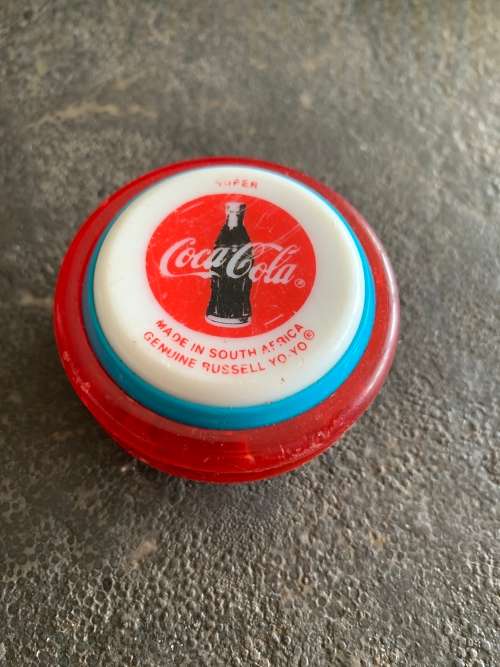 SUPER
Coca-Cola®
MADE IN SOUTH AFRICA
GENUINE RUSSELL YO-YO®